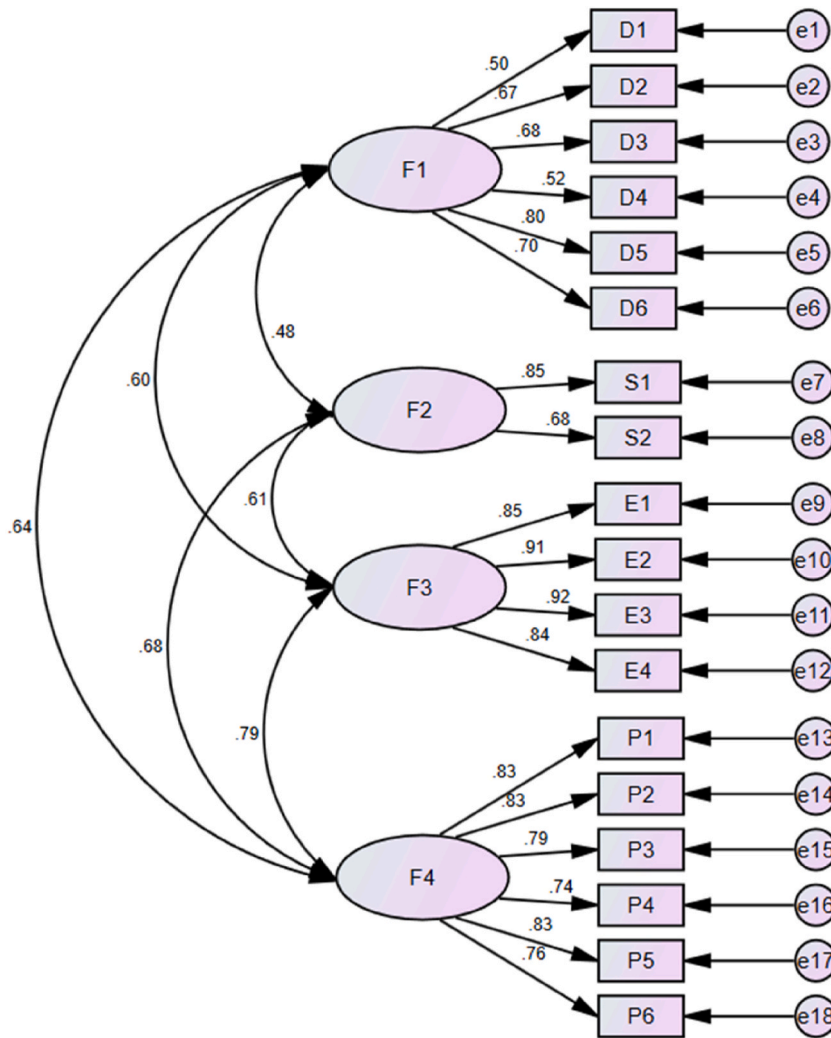 D1 e1
.50
D2 e2
.67
D3 e3
.68
F1
D4 e4
.52
D5 e5
.80
D6 e6
.70
.48
S1 e7
.85
.60
F2
S2 e8
.68
E1 e9
.61
.85
E2 e10
.91
.64
F3
E3 e11
.92
E4 e12
.84
.68
.79
P1 e13
.83
P2 e14
.83
P3 e15
.79
F4
P4 e16
.74
P5 e17
.83
P6 e18
.76